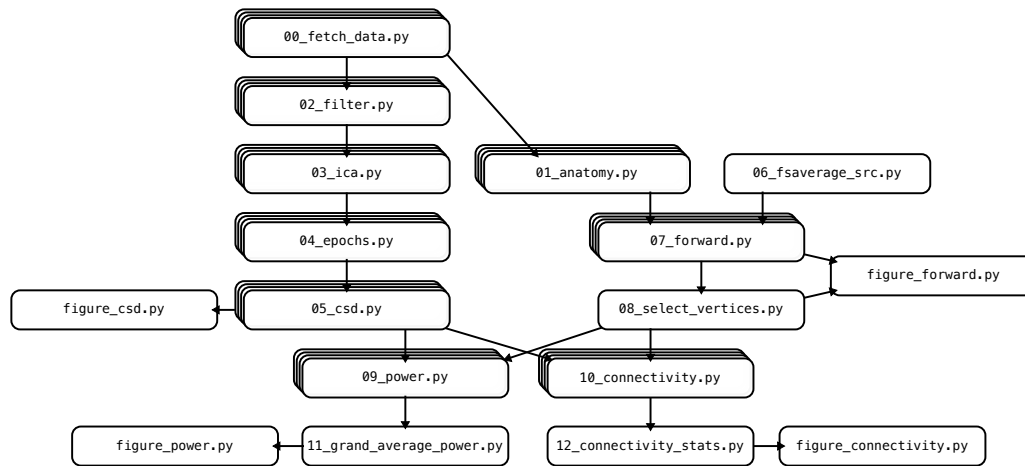 00_fetch_data.py
02_filter.py
03_ica.py
01_anatomy.py
06_fsaverage_src.py
04_epochs.py
07_forward.py
figure_forward.py
figure_csd.py
05_csd.py
08_select_vertices.py
09_power.py
10_connectivity.py
figure_power.py
11_grand_average_power.py
12_connectivity_stats.py
figure_connectivity.py